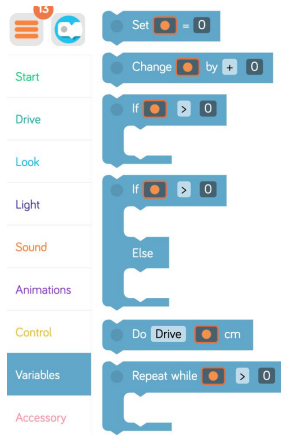 13
Set = 0
Change by + 0
Start
If > 0
Drive
Look
If > 0
Light
Sound
Else
Animations
Control
Do Drive cm
Variables
Repeat while > 0
Accessory